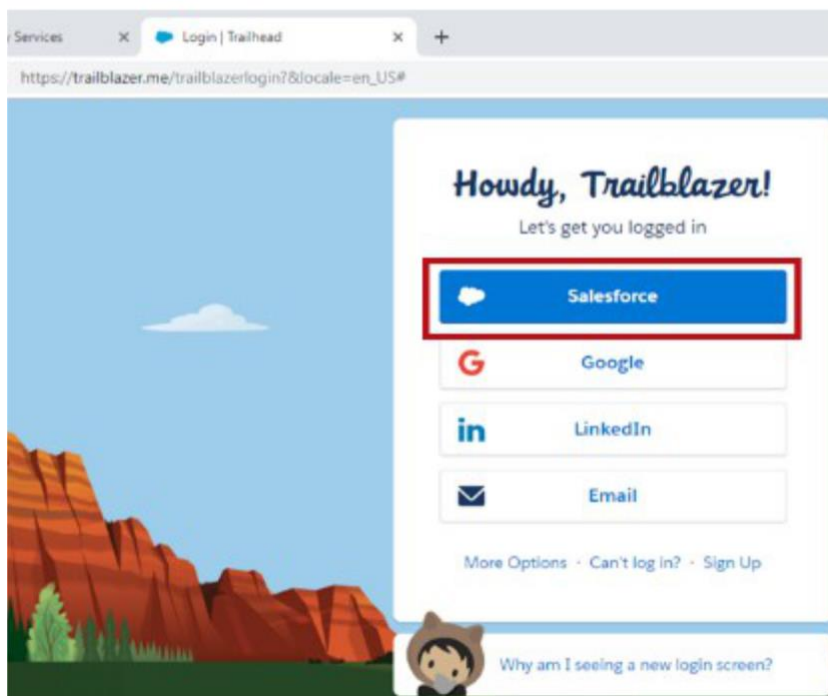 Services
Login | Trailhead
https://trailblazer.me/trailblazerlogin?&locale=en_US#
Howdy, Trailblazer!
Let's get you logged in
Salesforce
Google
in LinkedIn
Email
More Options · Can't log in? · Sign Up
Why am I seeing a new login screen?